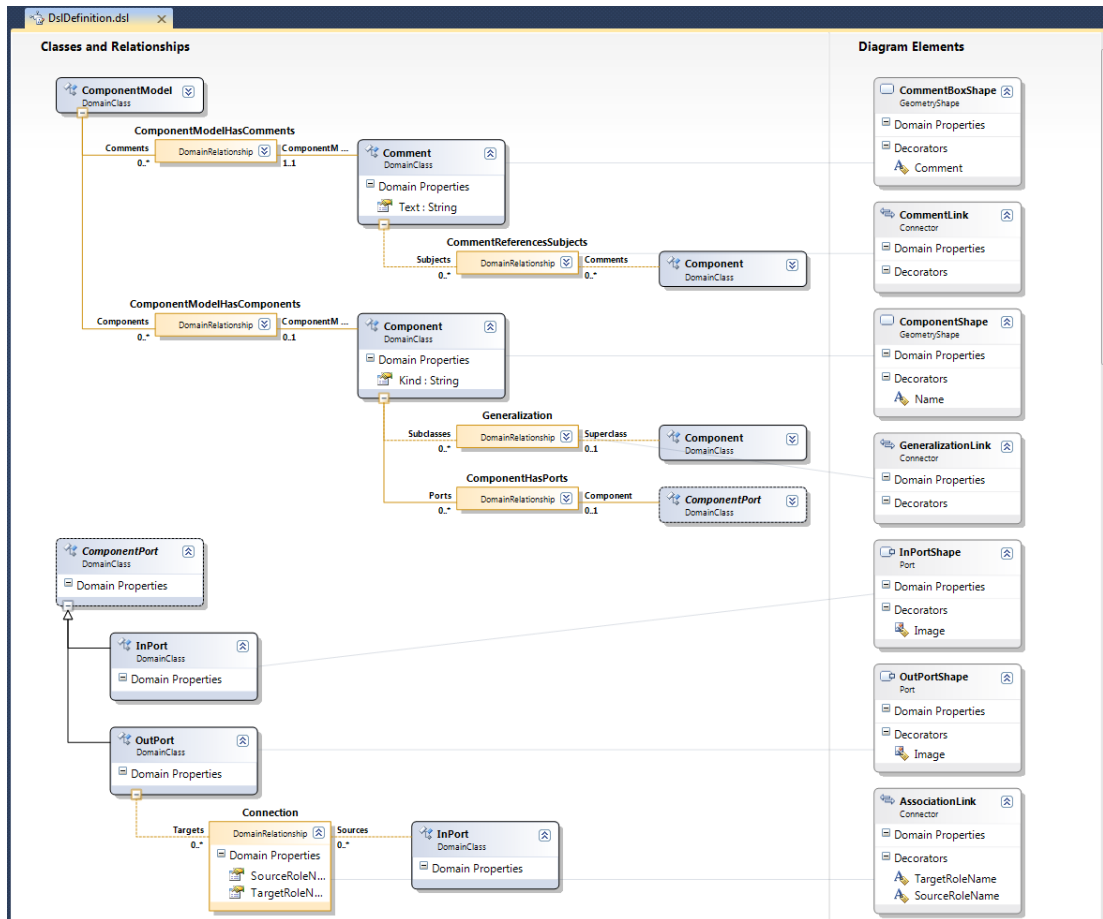 DslDefinition.dsl
Classes and Relationships
Diagram Elements
ComponentModel
DomainClass
ComponentModelHasComments
Comments
DomainRelationship
ComponentM ...
0..*
1..1
Comment
DomainClass
Domain Properties
Text : String
CommentReferencesSubjects
Subjects
DomainRelationship
Comments
0..*
0..*
Component
DomainClass
ComponentModelHasComponents
Components
DomainRelationship
ComponentM ...
0..*
0..1
Component
DomainClass
Domain Properties
Kind : String
Generalization
Subclasses
DomainRelationship
Superclass
0..*
0..1
Component
DomainClass
ComponentHasPorts
Ports
DomainRelationship
Component
0..*
0..1
ComponentPort
DomainClass
ComponentPort
DomainClass
Domain Properties
InPort
DomainClass
Domain Properties
OutPort
DomainClass
Domain Properties
Connection
Targets
DomainRelationship
Sources
0..*
0..*
Domain Properties
SourceRoleN...
TargetRoleN...
InPort
DomainClass
Domain Properties
CommentBoxShape
GeometryShape
Domain Properties
Decorators
Comment
CommentLink
Connector
Domain Properties
Decorators
ComponentShape
GeometryShape
Domain Properties
Decorators
Name
GeneralizationLink
Connector
Domain Properties
Decorators
InPortShape
Port
Domain Properties
Decorators
Image
OutPortShape
Port
Domain Properties
Decorators
Image
AssociationLink
Connector
Domain Properties
Decorators
TargetRoleName
SourceRoleName